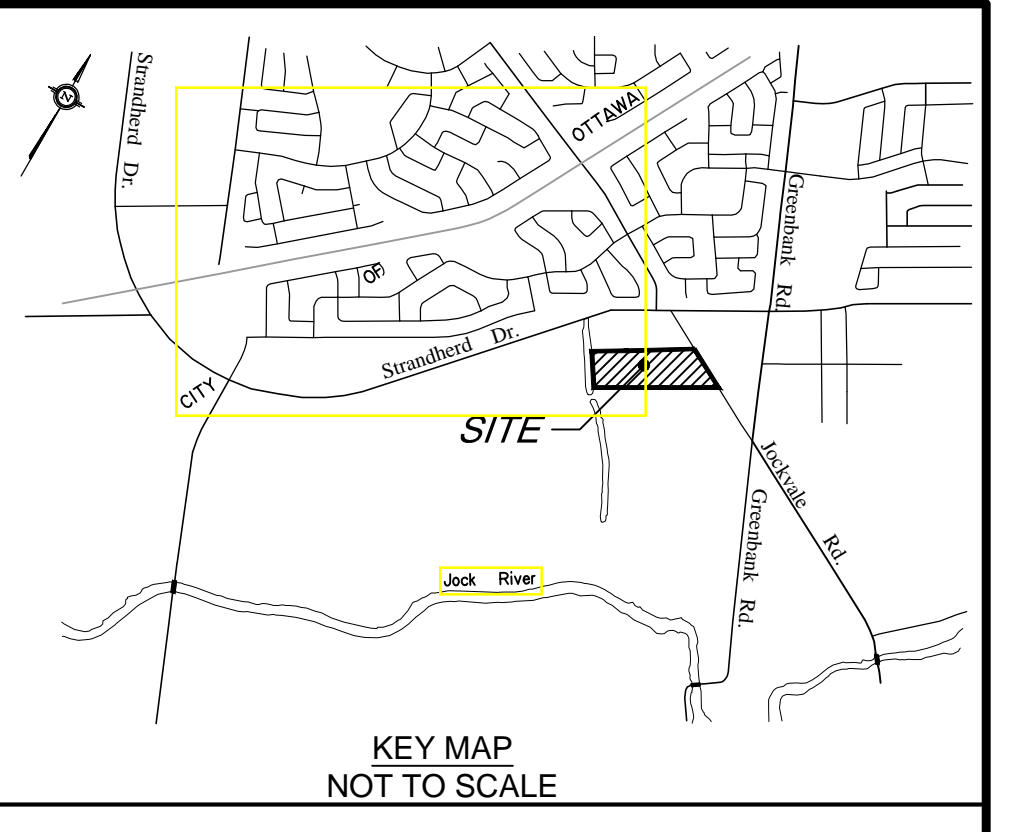 Strandherd Dr.
N
CITY OF OTTAWA
Greenbank Rd.
Strandherd Dr.
SITE
Jockvale Rd.
Greenbank Rd.
Jock River
KEY MAP
NOT TO SCALE